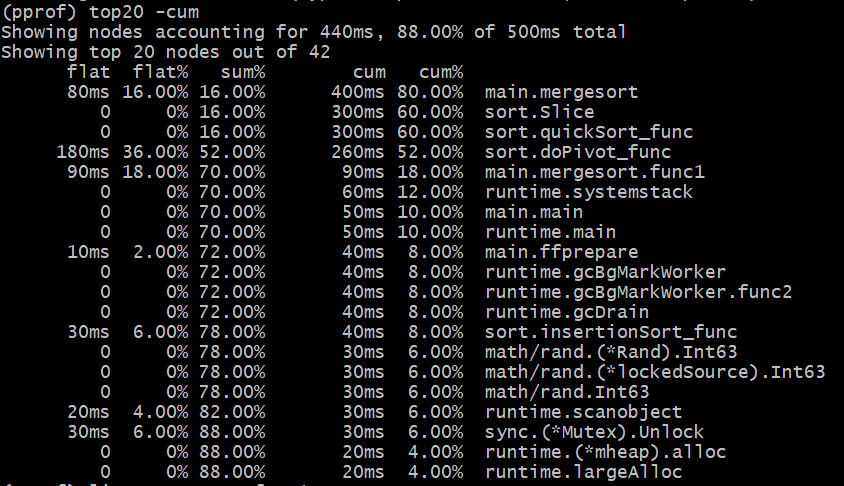 (pprof) top20 -cum
Showing nodes accounting for 440ms, 88.00% of 500ms total
Showing top 20 nodes out of 42
flat flat% sum% cum cum%
80ms 16.00% 16.00% 400ms 80.00% main.mergesort
0 0% 16.00% 300ms 60.00% sort.Slice
0 0% 16.00% 300ms 60.00% sort.quickSort_func
180ms 36.00% 52.00% 260ms 52.00% sort.doPivot_func
90ms 18.00% 70.00% 90ms 18.00% main.mergesort.func1
0 0% 70.00% 60ms 12.00% runtime.systemstack
0 0% 70.00% 50ms 10.00% main.main
0 0% 70.00% 50ms 10.00% runtime.main
10ms 2.00% 72.00% 40ms 8.00% main.ffprepare
0 0% 72.00% 40ms 8.00% runtime.gcBgMarkWorker
0 0% 72.00% 40ms 8.00% runtime.gcBgMarkWorker.func2
0 0% 72.00% 40ms 8.00% runtime.gcDrain
30ms 6.00% 78.00% 40ms 8.00% sort.insertionSort_func
0 0% 78.00% 30ms 6.00% math/rand.(*Rand).Int63
0 0% 78.00% 30ms 6.00% math/rand.(*lockedSource).Int63
0 0% 78.00% 30ms 6.00% math/rand.Int63
20ms 4.00% 82.00% 30ms 6.00% runtime.scanobject
30ms 6.00% 88.00% 30ms 6.00% sync.(*Mutex).Unlock
0 0% 88.00% 20ms 4.00% runtime.(*mheap).alloc
0 0% 88.00% 20ms 4.00% runtime.largeAlloc